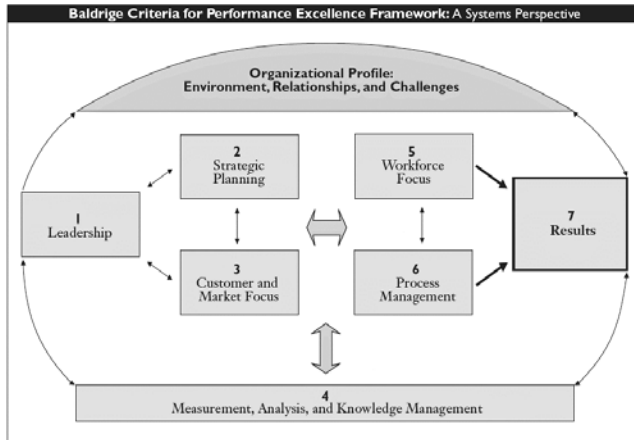 Baldrige Criteria for Performance Excellence Framework: A Systems Perspective
Organizational Profile:
Environment, Relationships, and Challenges
2
Strategic
Planning
5
Workforce
Focus
1
Leadership
7
Results
3
Customer and
Market Focus
6
Process
Management
4
Measurement, Analysis, and Knowledge Management